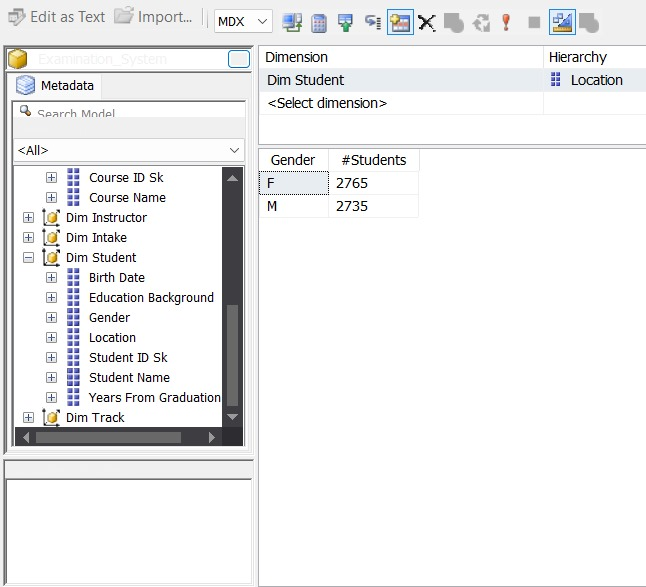 Edit as Text Import... MDX
Examination_System
Metadata
Search Model
<All>
Course ID Sk
Course Name
Dim Instructor
Dim Intake
Dim Student
Birth Date
Education Background
Gender
Location
Student ID Sk
Student Name
Years From Graduation
Dim Track
Dimension Hierarchy
Dim Student Location
<Select dimension>
Gender #Students
F 2765
M 2735